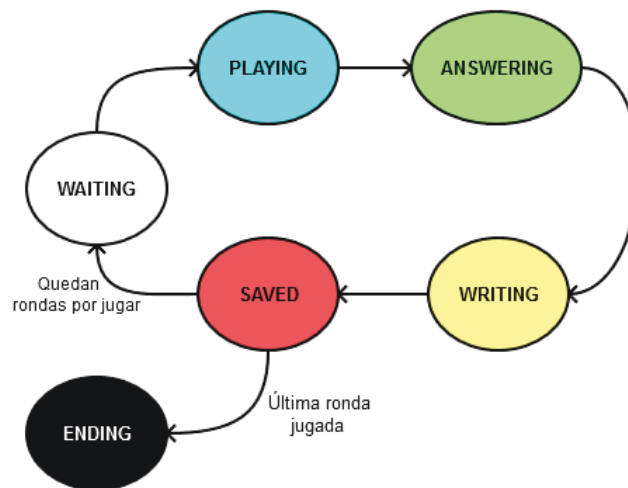 PLAYING
ANSWERING
WAITING
Quedan
rondas por jugar
SAVED
WRITING
Última ronda
jugada
ENDING